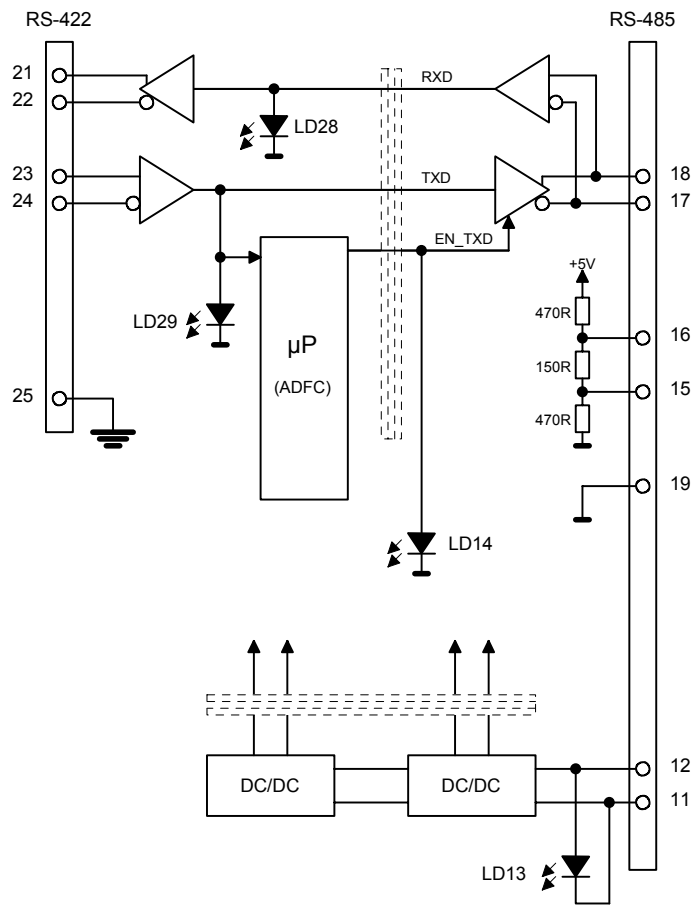 RS-422
RS-485
21
22
RXD
LD28
23
24
TXD
18
17
EN_TXD
LD29
µP
(ADFC)
+5V
470R
16
150R
15
470R
25
19
LD14
DC/DC
DC/DC
12
11
LD13